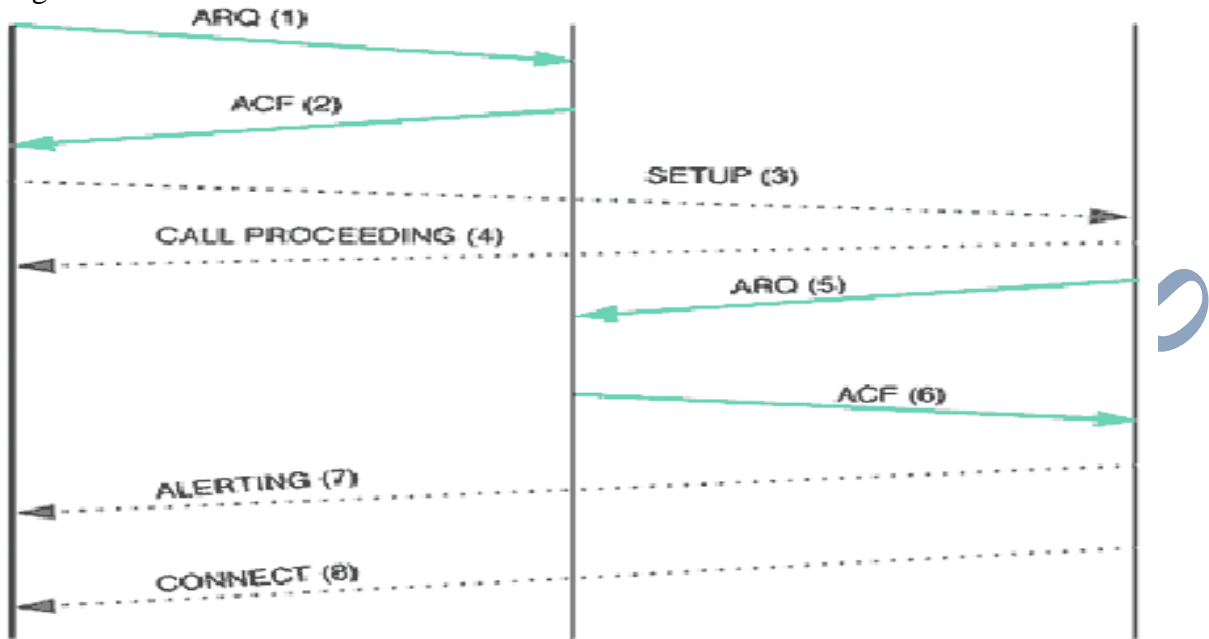 ARQ (1)
ACF (2)
SETUP (3)
CALL PROCEEDING (4)
ARQ (5)
ACF (6)
ALERTING (7)
CONNECT (8)